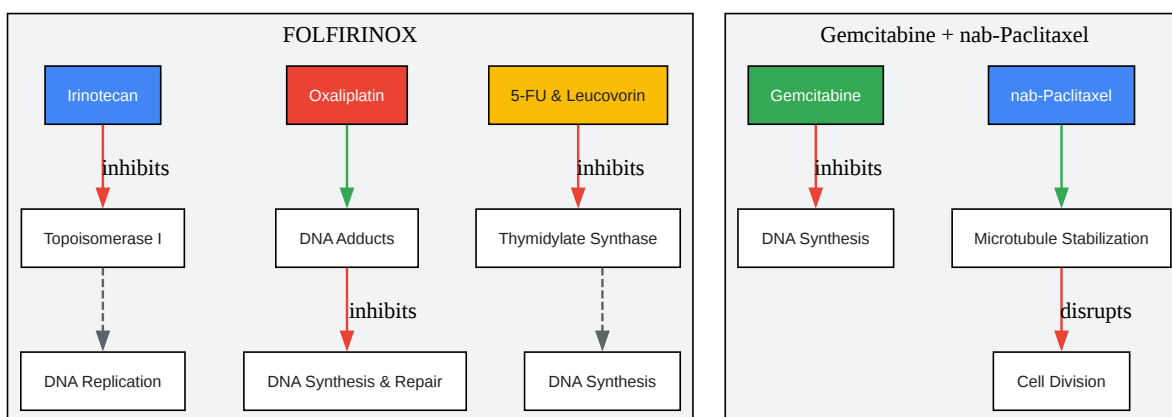 FOLFIRINOX
Gemcitabine + nab-Paclitaxel
Irinotecan
Oxaliplatin
5-FU & Leucovorin
Gemcitabine
nab-Paclitaxel
inhibits
inhibits
inhibits
Topoisomerase I
DNA Adducts
Thymidylate Synthase
DNA Synthesis
Microtubule Stabilization
inhibits
disrupts
DNA Replication
DNA Synthesis & Repair
DNA Synthesis
Cell Division